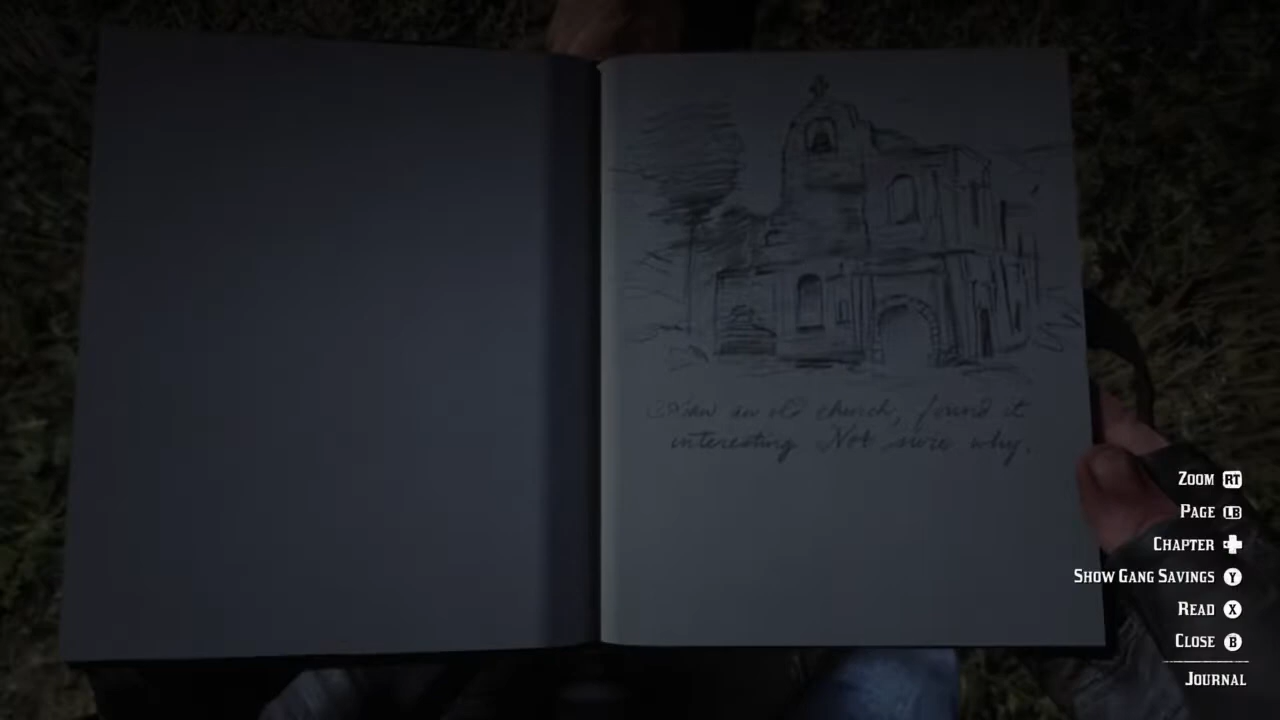 Saw an old church, found it
interesting. Not sure why.
Zoom RT
Page LB
Chapter
Show Gang Savings Y
Read X
Close B
Journal